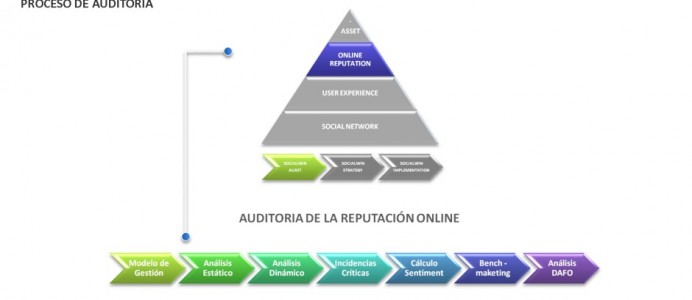 PROCESO DE AUDITORIA
ASSET
ONLINE
REPUTATION
USER EXPERIENCE
SOCIAL NETWORK
SOCIALWIN
AUDIT
SOCIALWIN
STRATEGY
SOCIALWIN
IMPLEMENTATION
AUDITORIA DE LA REPUTACIÓN ONLINE
Modelo de
Gestión
Análisis
Estático
Análisis
Dinámico
Incidencias
Críticas
Cálculo
Sentiment
Bench -
maketing
Análisis
DAFO